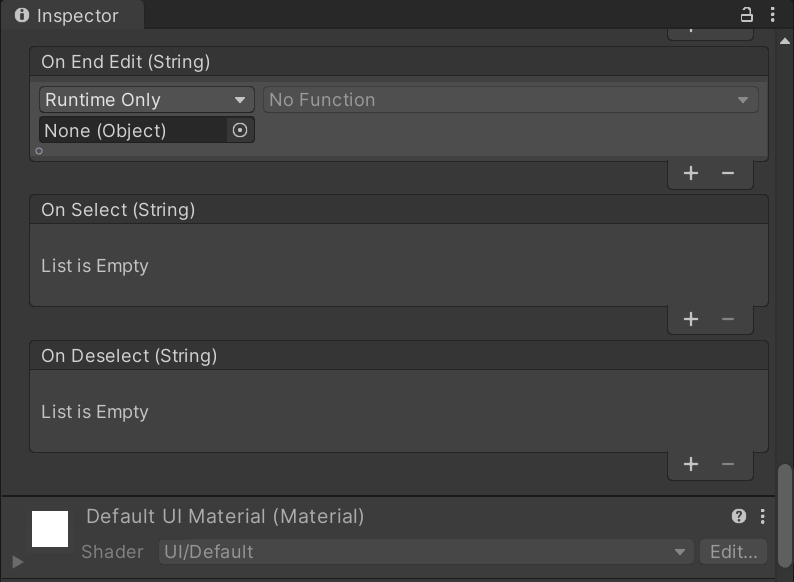 Inspector
On End Edit (String)
Runtime Only No Function
None (Object)
+ −
On Select (String)
List is Empty
+ −
On Deselect (String)
List is Empty
+ −
Default UI Material (Material)
Shader UI/Default Edit...